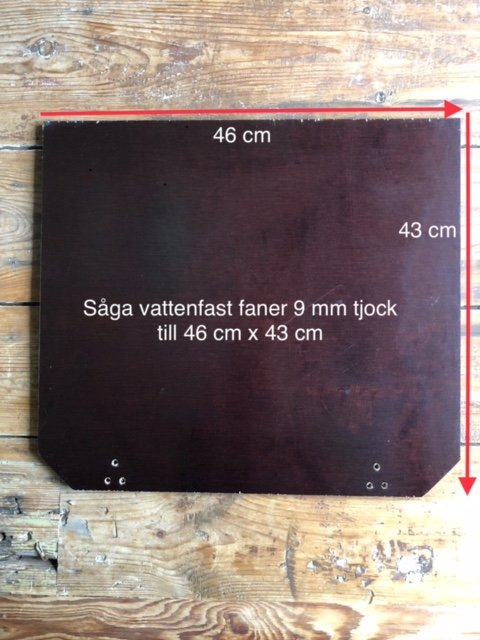 46 cm
43 cm
Såga vattenfast faner 9 mm tjock
till 46 cm x 43 cm